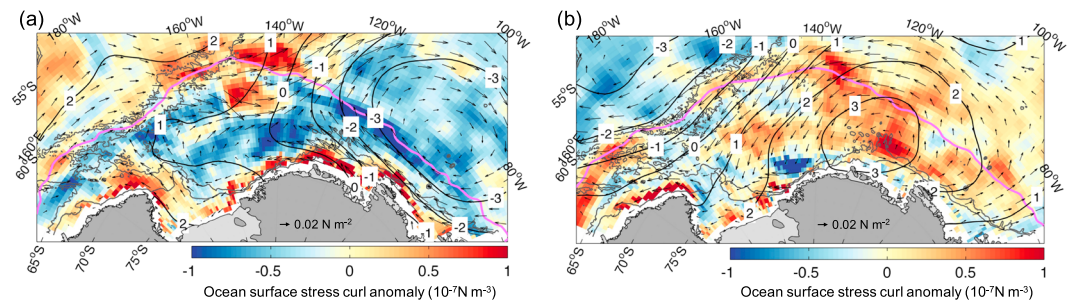 (a)
180°W
160°W
140°W
120°W
100°W
2
1
-1
-3
2
0
55°S
1
-2
-3
160°E
60°S
80°W
-1
0
-3
2
1
1
-2
→ 0.02 N m⁻²
65°S
70°S
75°S
-1
-0.5
0
0.5
1
Ocean surface stress curl anomaly (10⁻⁷N m⁻³)
(b)
180°W
160°W
140°W
120°W
100°W
-3
-2
-1
0
1
1
2
2
3
55°S
-2
-1
0
1
160°E
60°S
80°W
3
2
2
1
→ 0.02 N m⁻²
65°S
70°S
75°S
-1
-0.5
0
0.5
1
Ocean surface stress curl anomaly (10⁻⁷N m⁻³)